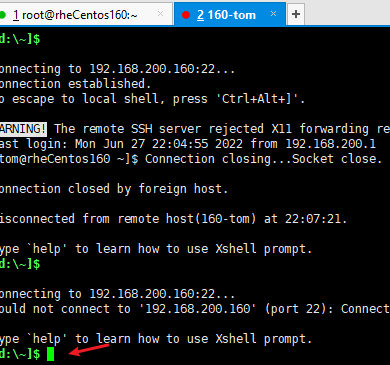 1 root@rheCentos160:~ × 2 160-tom × +
d:\~]$
onnecting to 192.168.200.160:22...
onnection established.
o escape to local shell, press 'Ctrl+Alt+]'.
ARNING! The remote SSH server rejected X11 forwarding re
ast login: Mon Jun 27 22:04:55 2022 from 192.168.200.1
tom@rheCentos160 ~]$ Connection closing...Socket close.
onnection closed by foreign host.
isconnected from remote host(160-tom) at 22:07:21.
ype `help' to learn how to use Xshell prompt.
d:\~]$
onnecting to 192.168.200.160:22...
ould not connect to '192.168.200.160' (port 22): Connect
ype `help' to learn how to use Xshell prompt.
d:\~]$